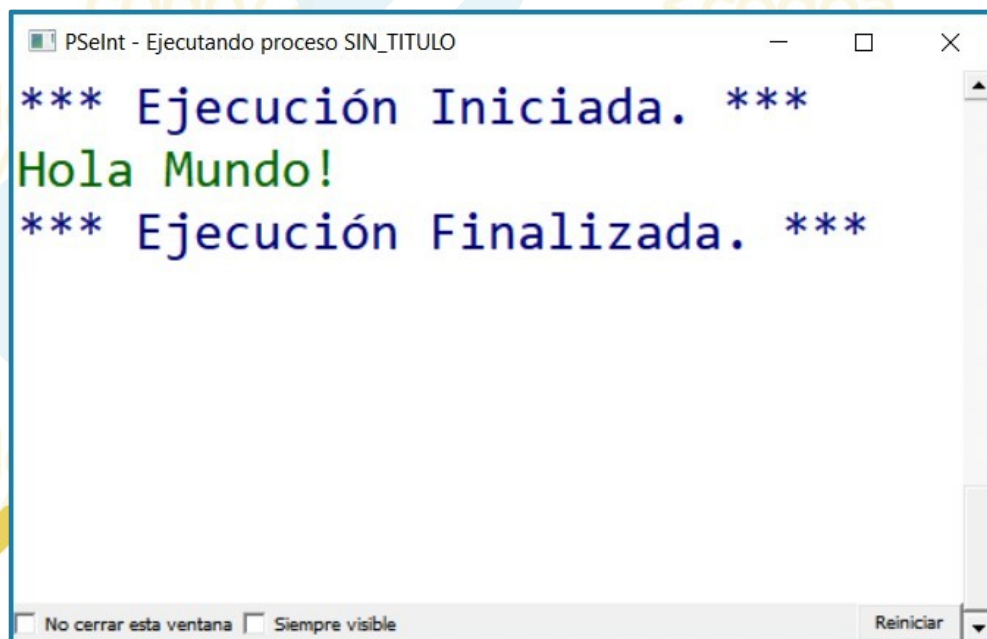 PSeInt - Ejecutando proceso SIN_TITULO
*** Ejecución Iniciada. ***
Hola Mundo!
*** Ejecución Finalizada. ***
No cerrar esta ventana Siempre visible Reiniciar